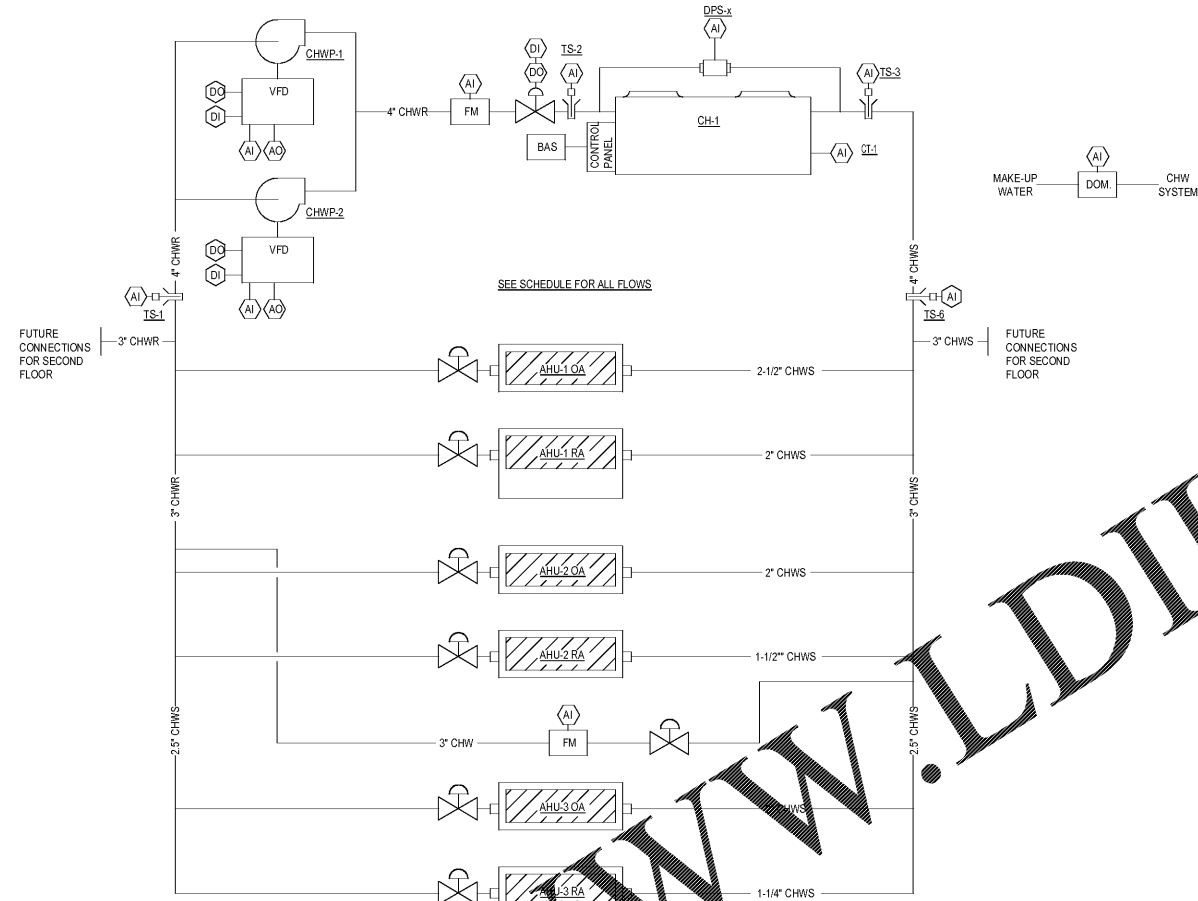 DPS-x
AI
CHWP-1
DI
TS-2
DO
AI
AI
AI
TS-3
DO
VFD
DI
4" CHWR
FM
CH-1
AI
AO
BAS
CONTROL
PANEL
AI
CT-1
AI
MAKE-UP
WATER
DOM.
CHW
SYSTEM
CHWP-2
DO
VFD
DI
4" CHWR
4" CHWS
AI
AO
SEE SCHEDULE FOR ALL FLOWS
AI
TS-1
AI
TS-6
FUTURE
CONNECTIONS
FOR SECOND
FLOOR
3" CHWR
3" CHWS
FUTURE
CONNECTIONS
FOR SECOND
FLOOR
AHU-1 OA
2-1/2" CHWS
AHU-1 RA
2" CHWS
3" CHWR
3" CHWS
AHU-2 OA
2" CHWS
AHU-2 RA
1-1/2"" CHWS
2.5" CHWS
2.5" CHWS
AI
3" CHW
FM
AHU-3 OA
CHWS
AHU-3 RA
1-1/4" CHWS
WW.LDI